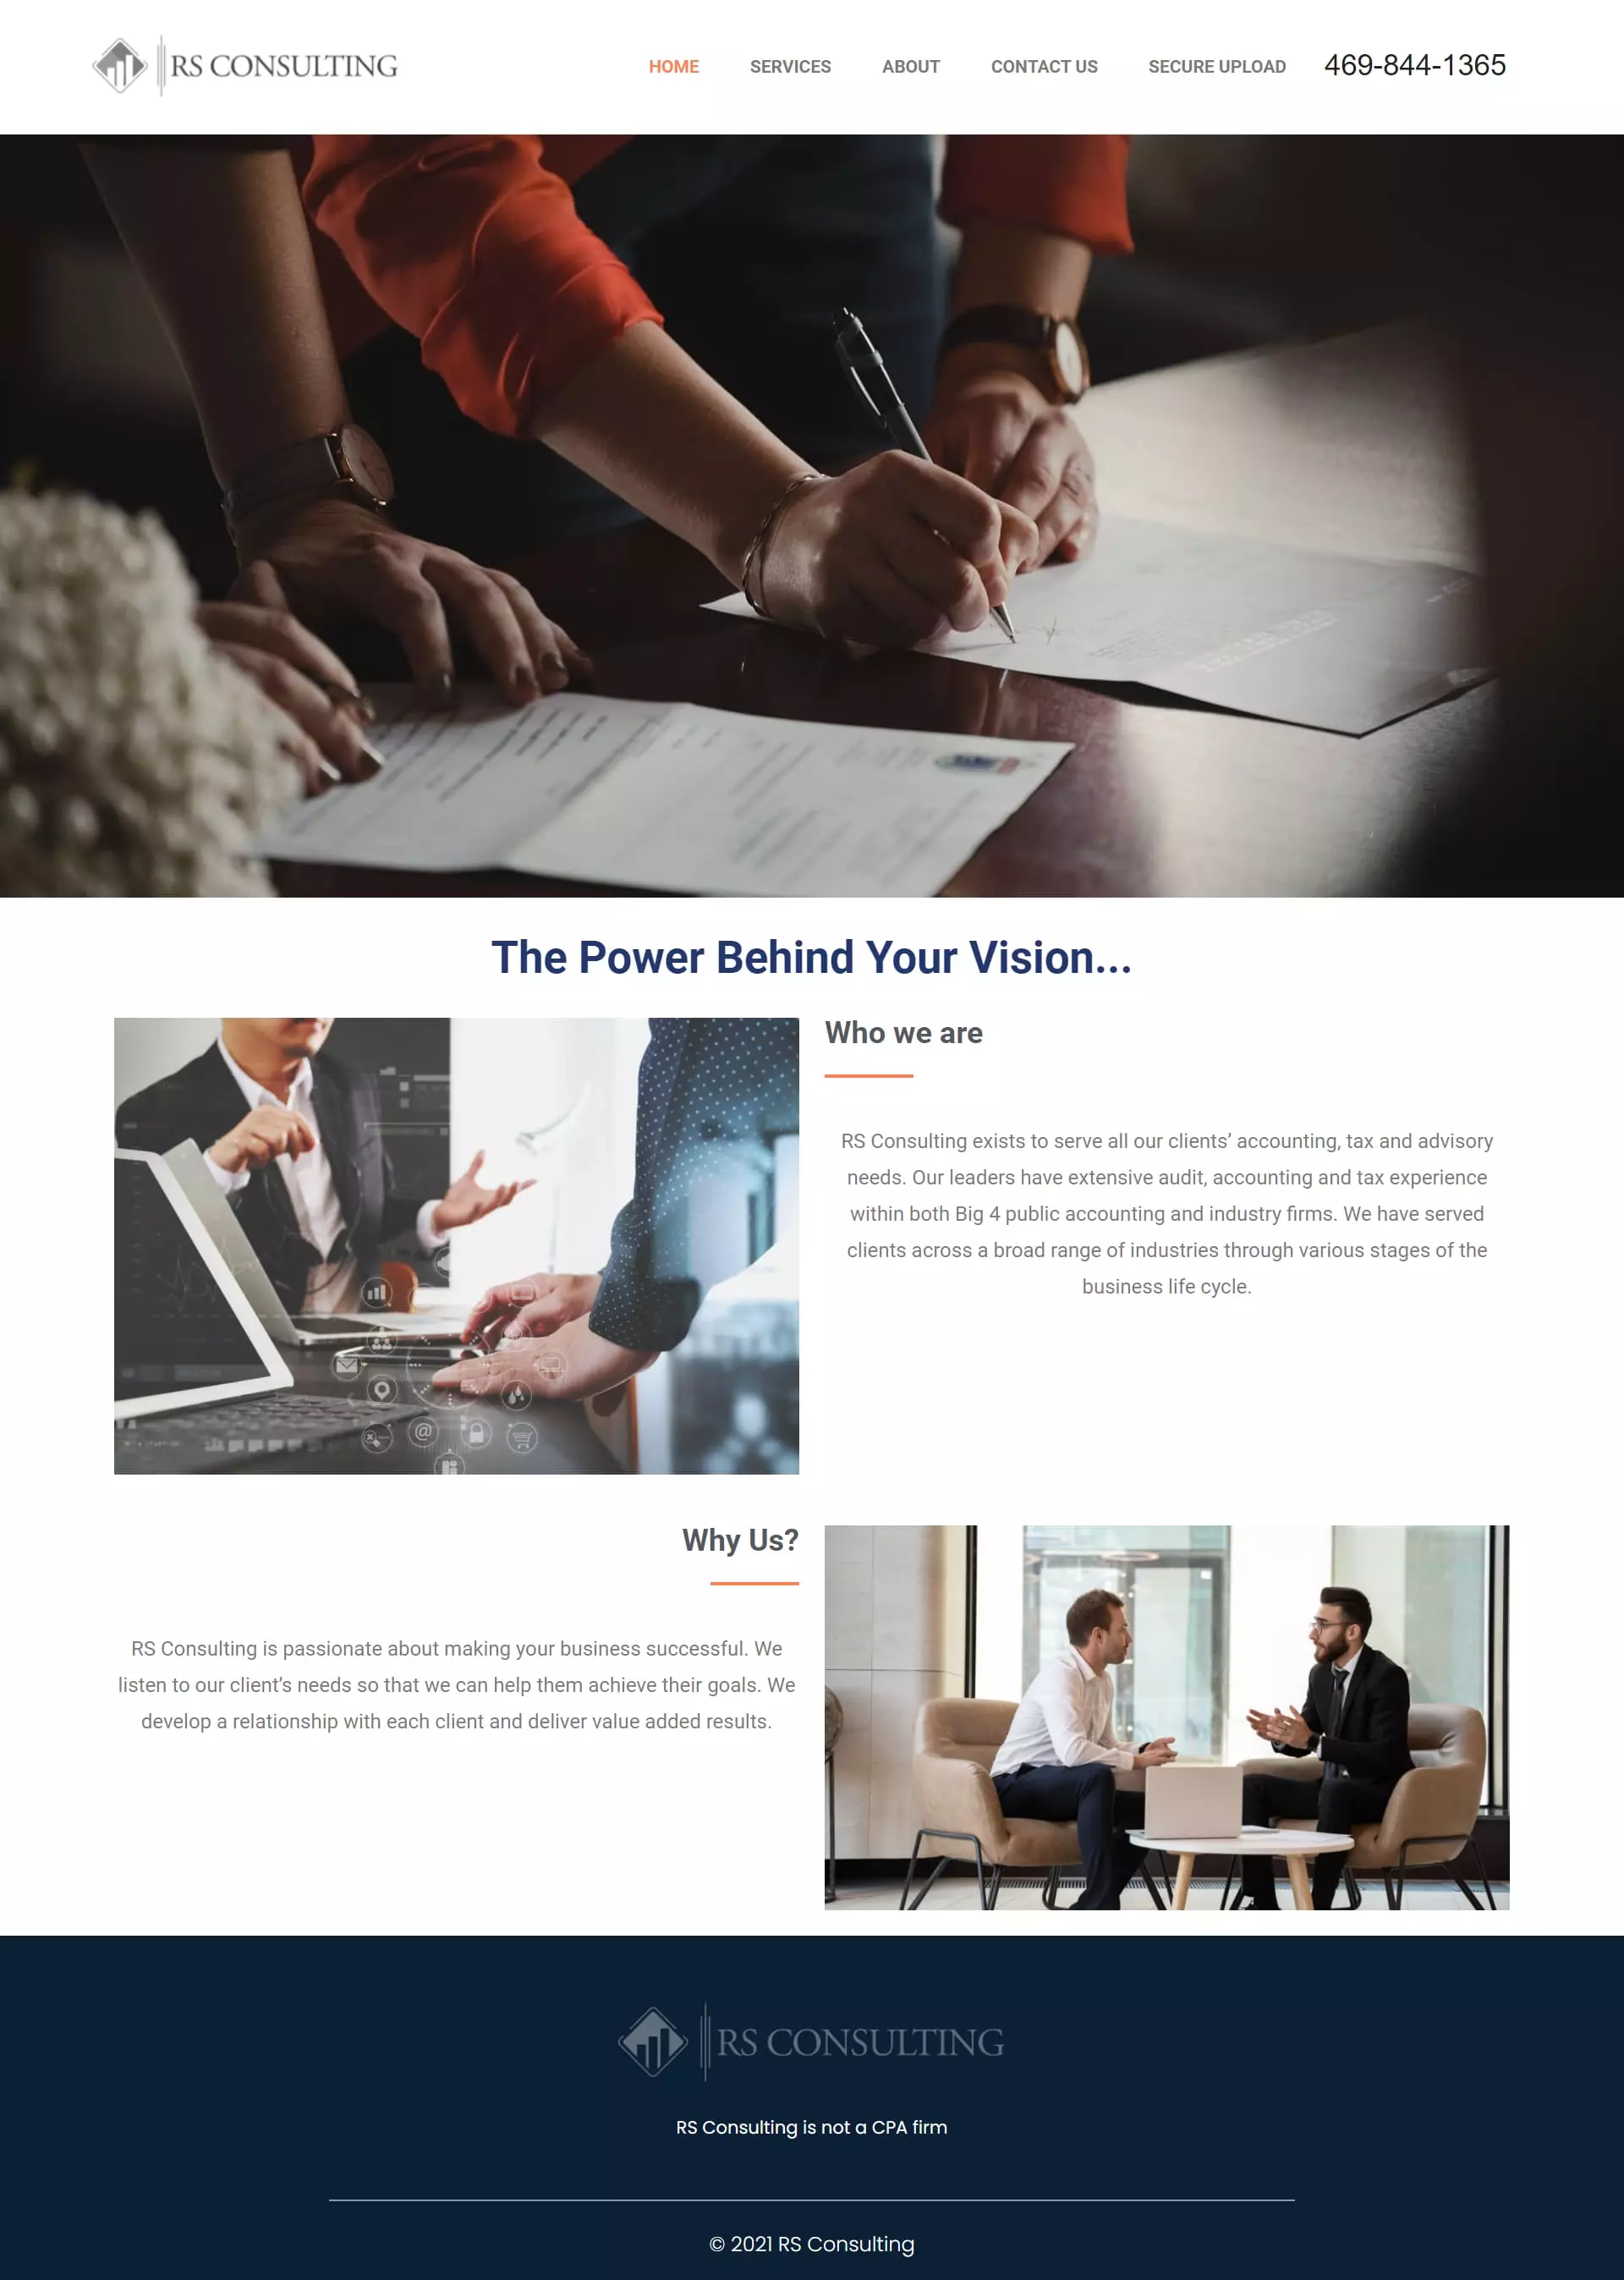 RS CONSULTING
HOME
SERVICES
ABOUT
CONTACT US
SECURE UPLOAD
469-844-1365
The Power Behind Your Vision...
Who we are
RS Consulting exists to serve all our clients’ accounting, tax and advisory
needs. Our leaders have extensive audit, accounting and tax experience
within both Big 4 public accounting and industry firms. We have served
clients across a broad range of industries through various stages of the
business life cycle.
Why Us?
RS Consulting is passionate about making your business successful. We
listen to our client’s needs so that we can help them achieve their goals. We
develop a relationship with each client and deliver value added results.
RS CONSULTING
RS Consulting is not a CPA firm
© 2021 RS Consulting